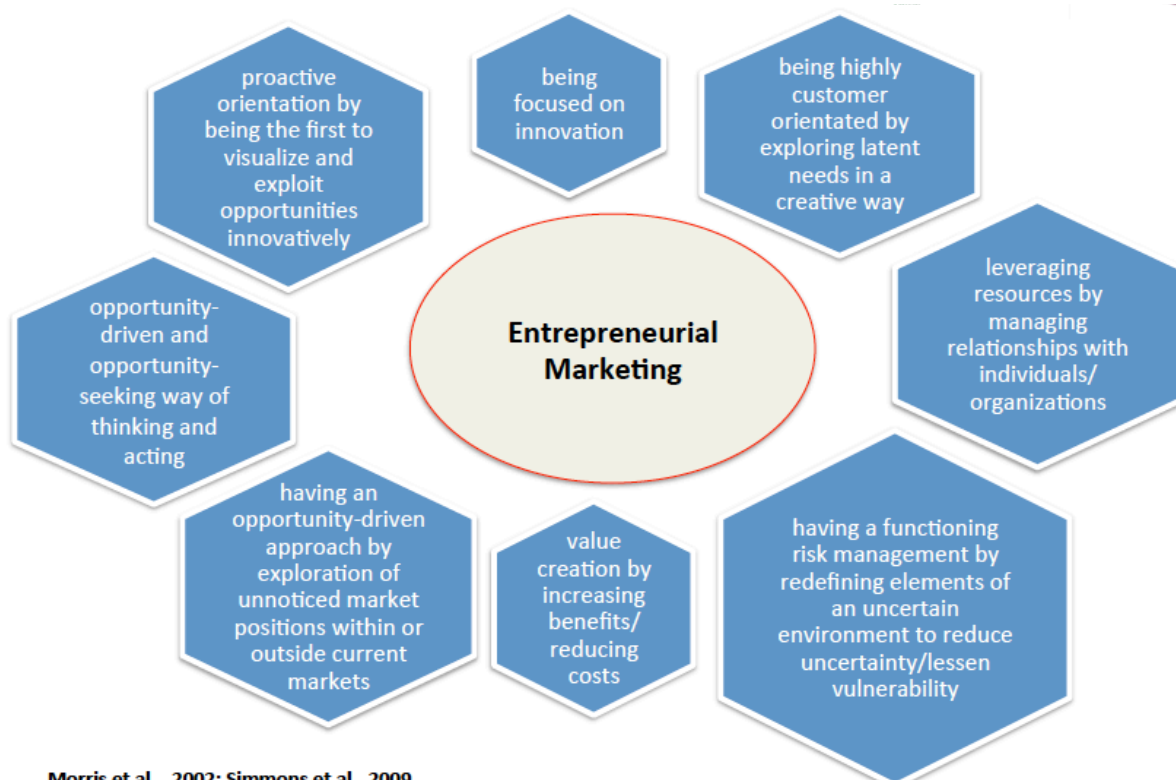 proactive
orientation by
being the first to
visualize and
exploit
opportunities
innovatively
being
focused on
innovation
being highly
customer
orientated by
exploring latent
needs in a
creative way
leveraging
resources by
managing
relationships with
individuals/
organizations
Entrepreneurial
Marketing
opportunity-
driven and
opportunity-
seeking way of
thinking and
acting
having an
opportunity-driven
approach by
exploration of
unnoticed market
positions within or
outside current
markets
value
creation by
increasing
benefits/
reducing
costs
having a functioning
risk management by
redefining elements of
an uncertain
environment to reduce
uncertainty/lessen
vulnerability
Morris et al., 2002; Simmons et al., 2009